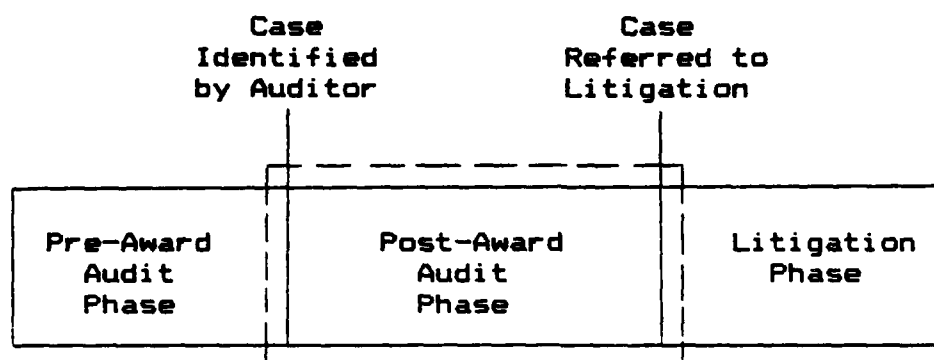 Case
Identified
by Auditor
Case
Referred to
Litigation
Pre-Award
Audit
Phase
Post-Award
Audit
Phase
Litigation
Phase